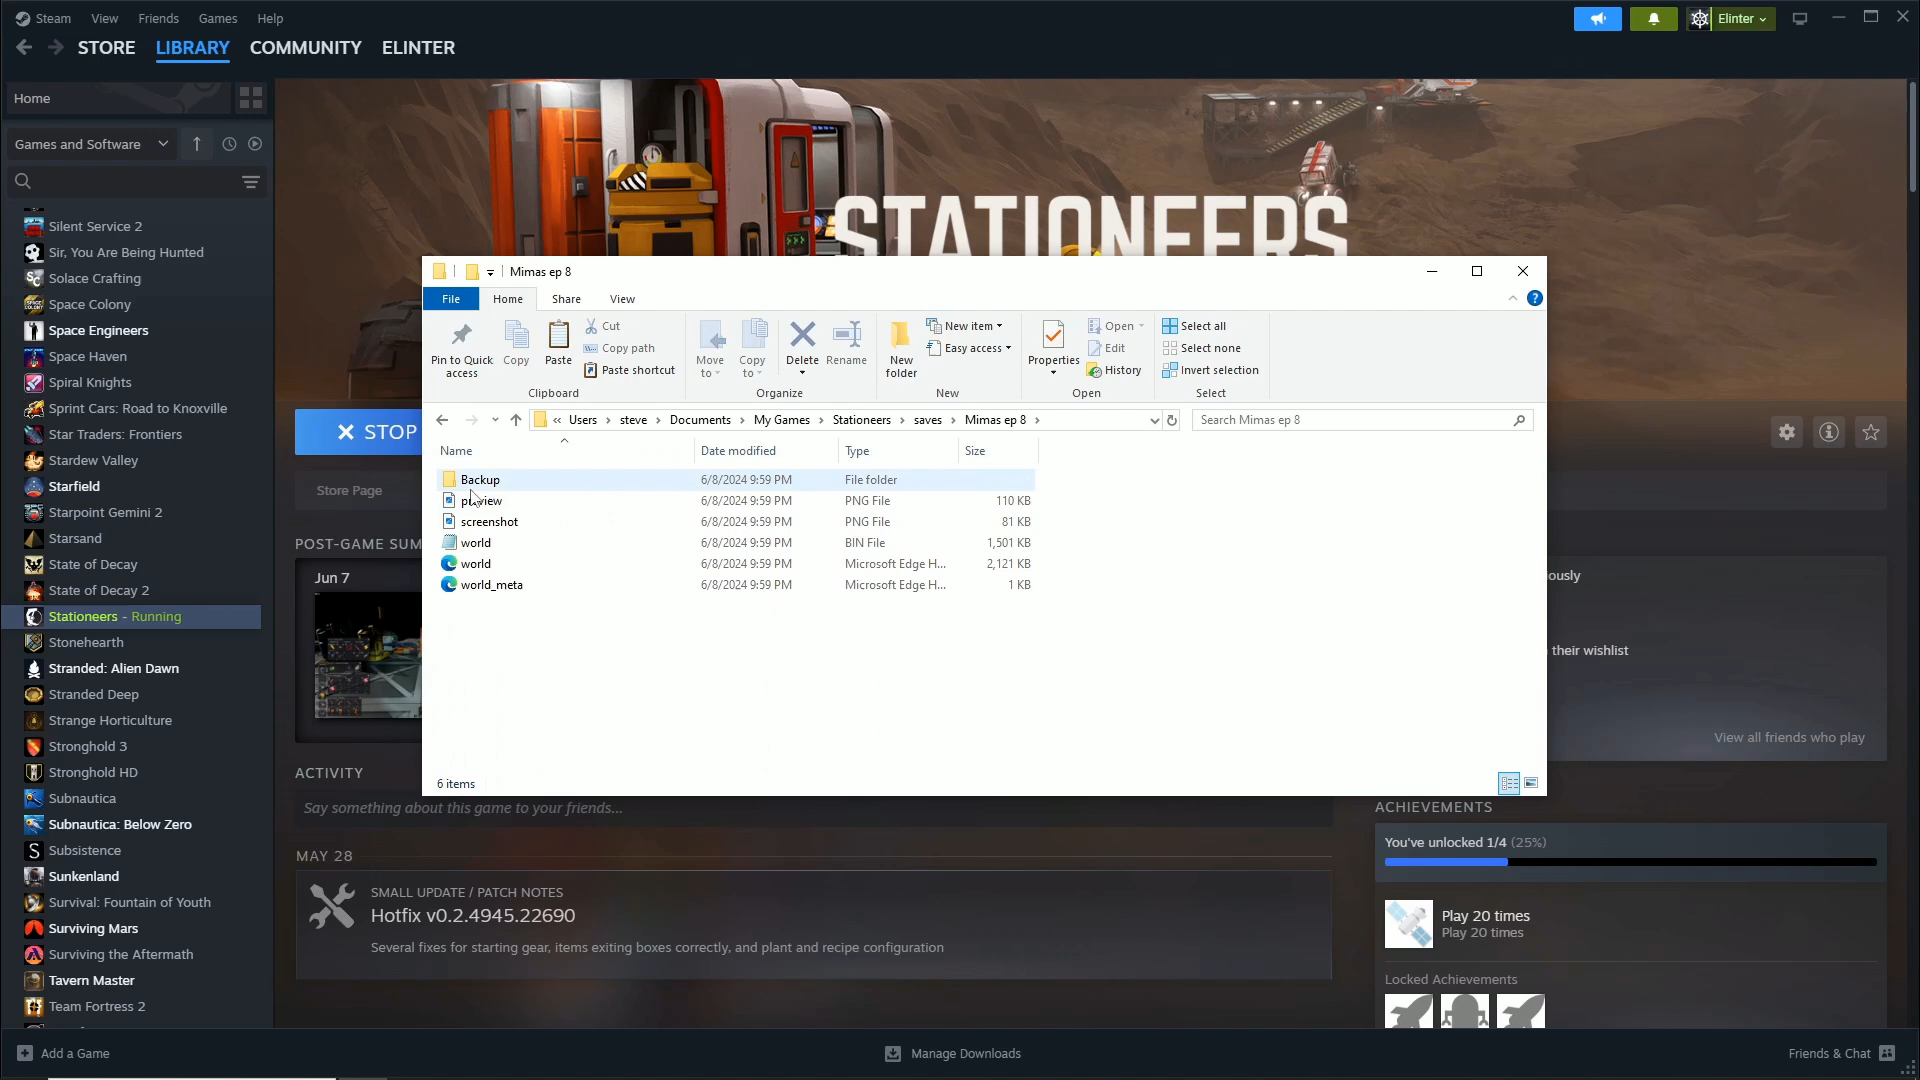 Steam View Friends Games Help
Elinter
STORE LIBRARY COMMUNITY ELINTER
Home
Games and Software
Silent Service 2
Sir, You Are Being Hunted
Solace Crafting
Space Colony
Space Engineers
Space Haven
Spiral Knights
Sprint Cars: Road to Knoxville
Star Traders: Frontiers
Stardew Valley
Starfield
Starpoint Gemini 2
Starsand
State of Decay
State of Decay 2
Stationeers - Running
Stonehearth
Stranded: Alien Dawn
Stranded Deep
Strange Horticulture
Stronghold 3
Stronghold HD
Subnautica
Subnautica: Below Zero
Subsistence
Sunkenland
Survival: Fountain of Youth
Surviving Mars
Surviving the Aftermath
Tavern Master
Team Fortress 2
Add a Game
STATIONEERS
Mimas ep 8
File Home Share View
Pin to Quick access
Copy
Paste
Cut
Copy path
Paste shortcut
Clipboard
Move to
Copy to
Delete
Rename
Organize
New folder
New item
Easy access
New
Properties
Open
Edit
History
Open
Select all
Select none
Invert selection
Select
« Users > steve > Documents > My Games > Stationeers > saves > Mimas ep 8 >
Search Mimas ep 8
Name Date modified Type Size
Backup 6/8/2024 9:59 PM File folder
preview 6/8/2024 9:59 PM PNG File 110 KB
screenshot 6/8/2024 9:59 PM PNG File 81 KB
world 6/8/2024 9:59 PM BIN File 1,501 KB
world 6/8/2024 9:59 PM Microsoft Edge H... 2,121 KB
world_meta 6/8/2024 9:59 PM Microsoft Edge H... 1 KB
6 items
STOP
Store Page
POST-GAME SUM
Jun 7
ously
their wishlist
View all friends who play
ACTIVITY
Say something about this game to your friends...
MAY 28
SMALL UPDATE / PATCH NOTES
Hotfix v0.2.4945.22690
Several fixes for starting gear, items exiting boxes correctly, and plant and recipe configuration
ACHIEVEMENTS
You've unlocked 1/4 (25%)
Play 20 times
Play 20 times
Locked Achievements
Manage Downloads
Friends & Chat